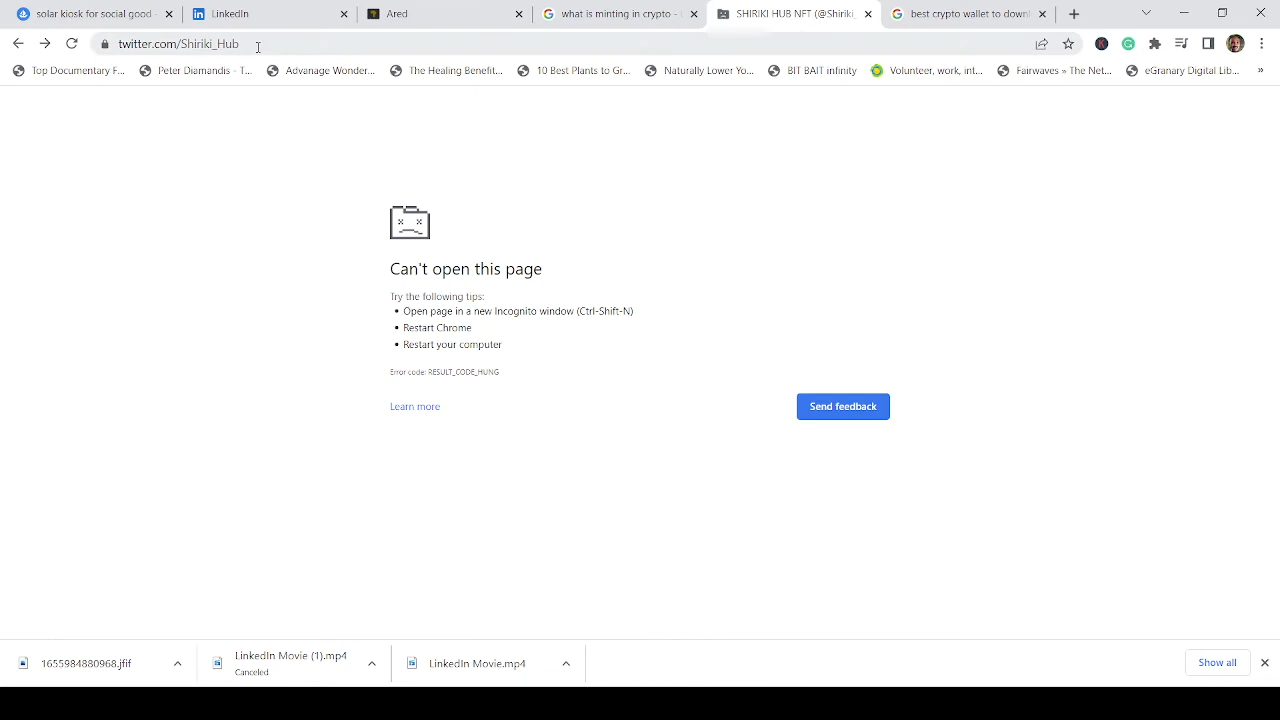 solar kiosk for social good -
LinkedIn
Ared
what is minting in crypto -
SHIRIKI HUB NFT (@Shiriki_
best crypto wallet to downl
twitter.com/Shiriki_Hub
Top Documentary F...
Peter Diamandis - T...
Advanage Wonder...
The Healing Benefit...
10 Best Plants to Gr...
Naturally Lower Yo...
BIT BAIT infinity
Volunteer, work, int...
Fairwaves » The Net...
eGranary Digital Lib...
»
Can't open this page
Try the following tips:
• Open page in a new Incognito window (Ctrl-Shift-N)
• Restart Chrome
• Restart your computer
Error code: RESULT_CODE_HUNG
Learn more
Send feedback
1655984880968.jfif
LinkedIn Movie (1).mp4
Canceled
LinkedIn Movie.mp4
Show all